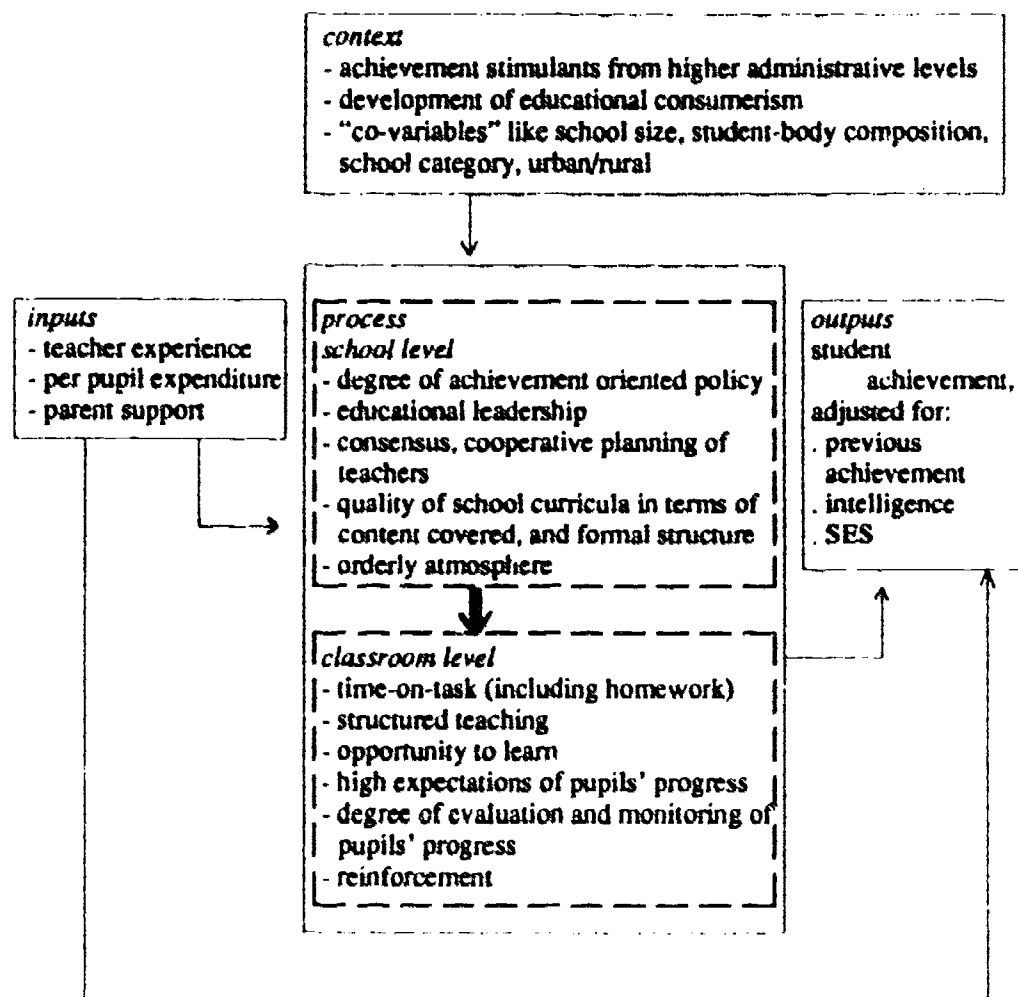 context
- achievement stimulants from higher administrative levels
- development of educational consumerism
- "co-variables" like school size, student-body composition,
school category, urban/rural
inputs
- teacher experience
- per pupil expenditure
- parent support
process
school level
- degree of achievement oriented policy
- educational leadership
- consensus, cooperative planning of
teachers
- quality of school curricula in terms of
content covered, and formal structure
- orderly atmosphere
classroom level
- time-on-task (including homework)
- structured teaching
- opportunity to learn
- high expectations of pupils' progress
- degree of evaluation and monitoring of
pupils' progress
- reinforcement
outputs
student
achievement,
adjusted for:
. previous
achievement
. intelligence
. SES